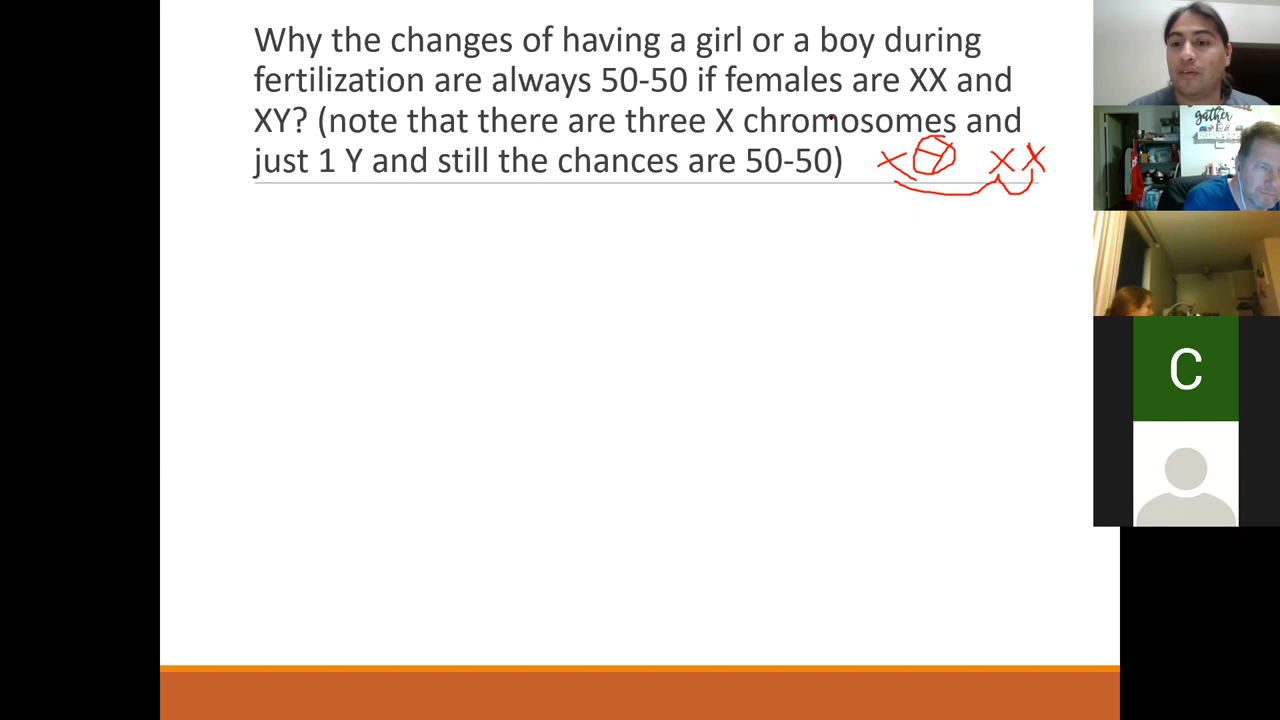 Why the changes of having a girl or a boy during
fertilization are always 50-50 if females are XX and
XY? (note that there are three X chromosomes and
just 1 Y and still the chances are 50-50) X Y X X
gather
C